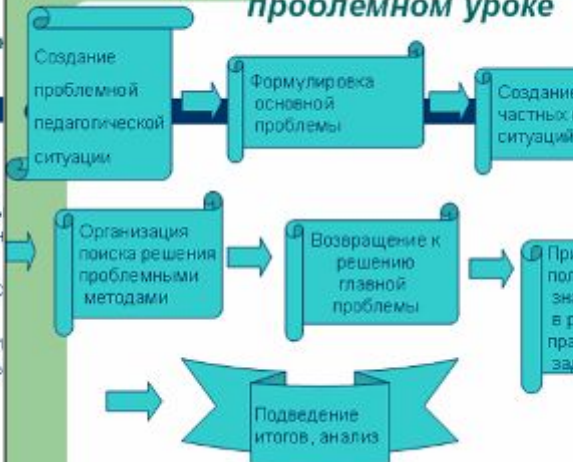 проблемном уроке
Создание
проблемной
педагогической
ситуации
Формулировка
основной
проблемы
Создание
частных
ситуаций
Организация
поиска решения
проблемными
методами
Возвращение к
решению
главной
проблемы
Подведение
итогов, анализ